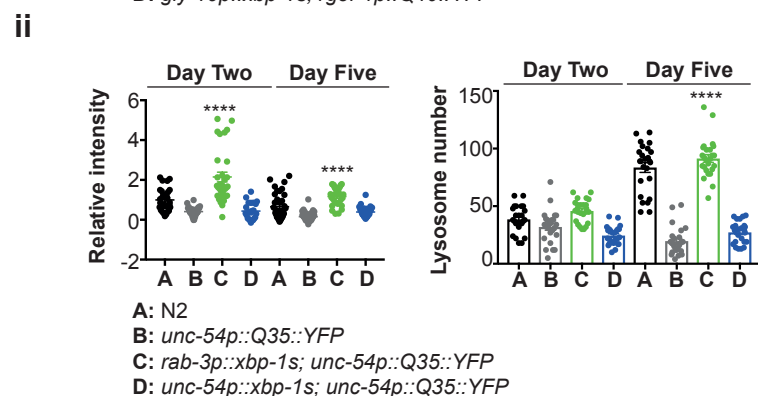 ii
Day Two Day Five
Relative intensity
6
4
2
0
-2
****
****
A B C D A B C D
Day Two Day Five
Lysosome number
150
100
50
0
****
A B C D A B C D
A: N2
B: unc-54p::Q35::YFP
C: rab-3p::xbp-1s; unc-54p::Q35::YFP
D: unc-54p::xbp-1s; unc-54p::Q35::YFP